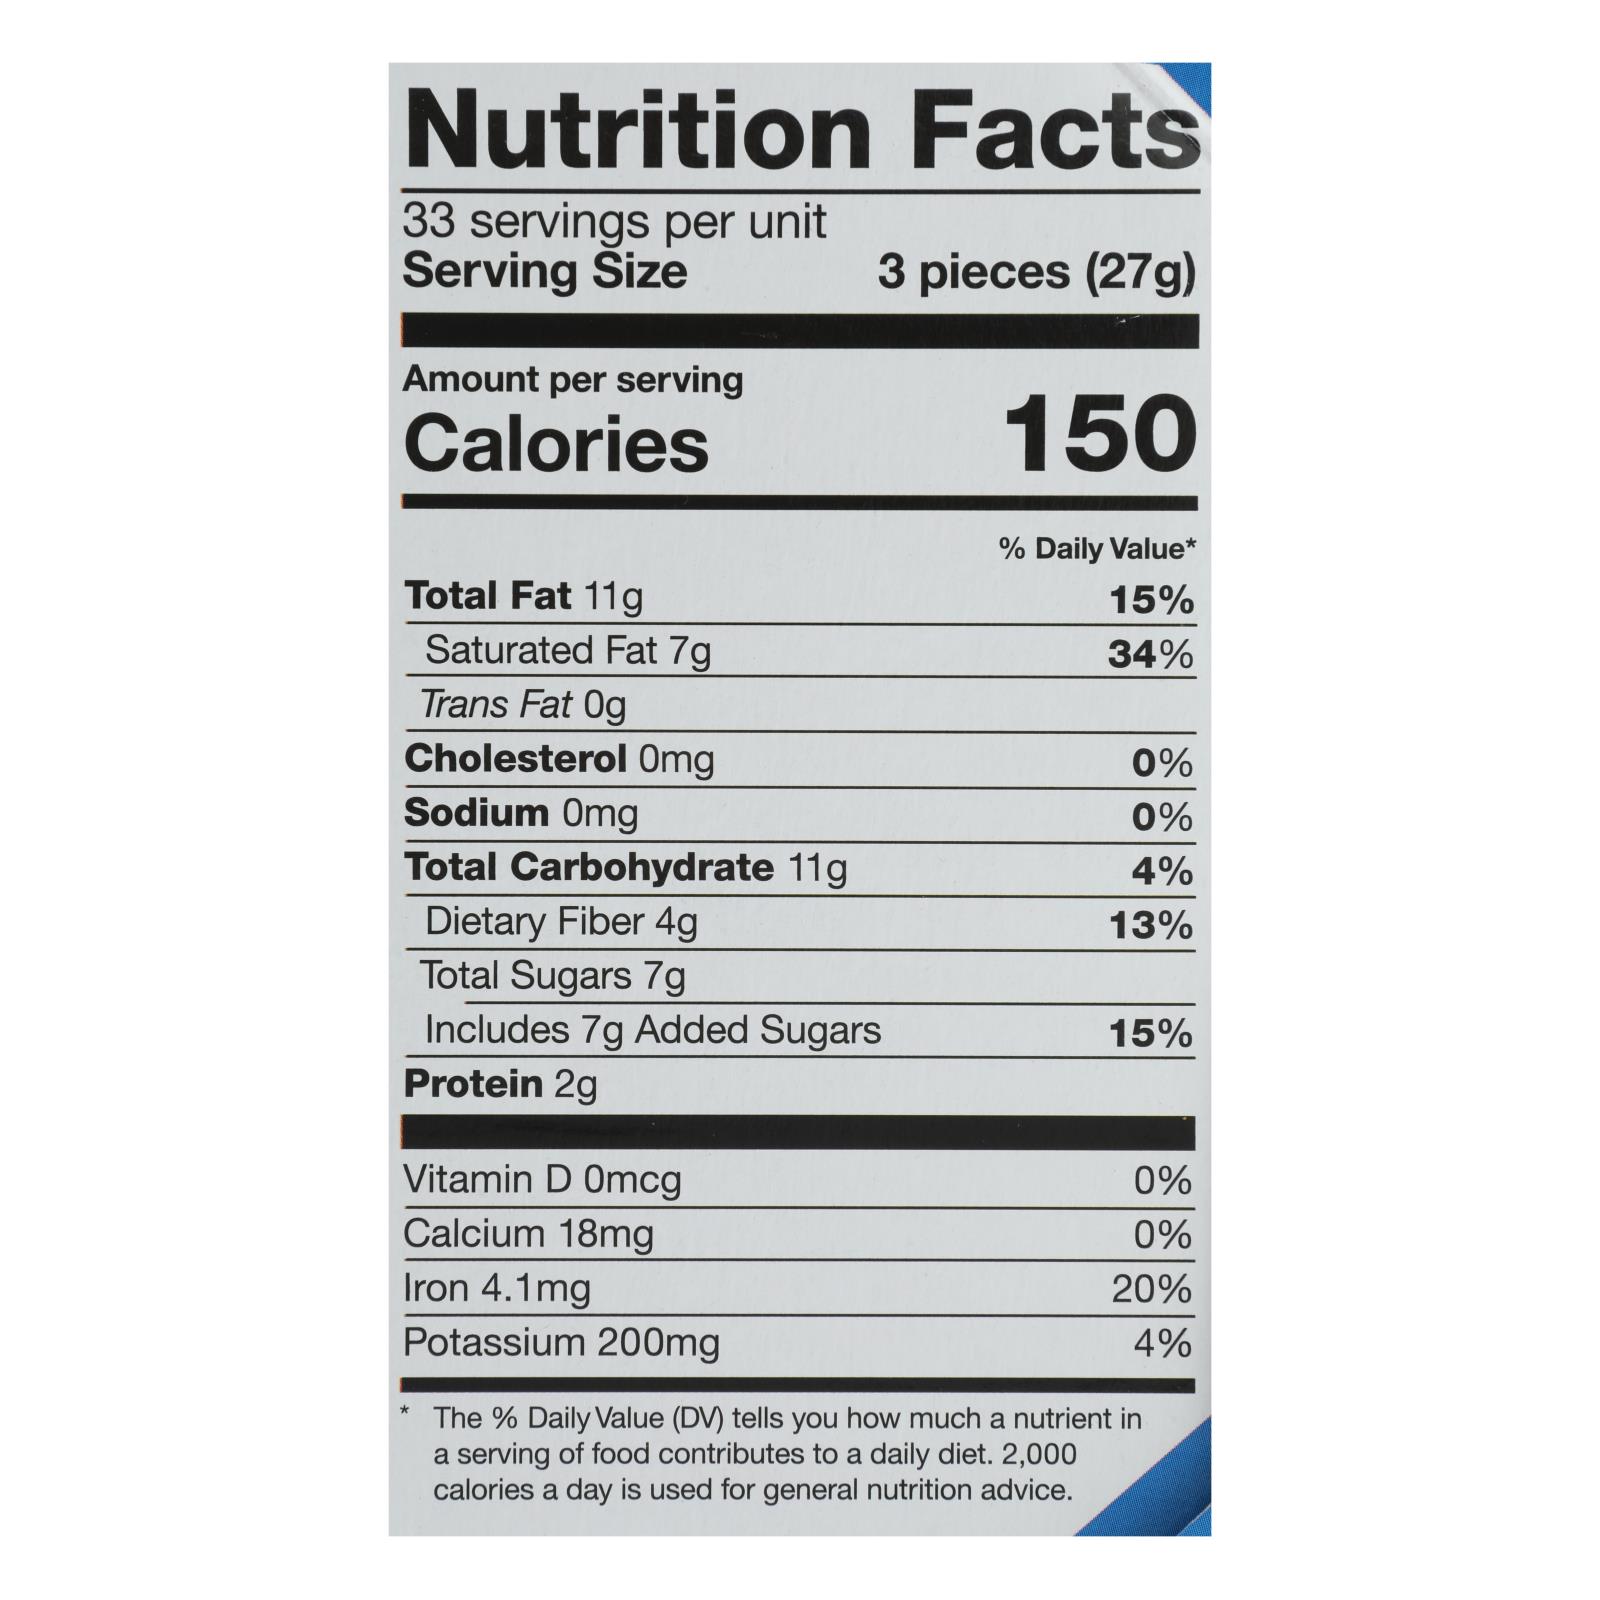 Nutrition Facts
33 servings per unit
Serving Size 3 pieces (27g)
Amount per serving
Calories 150
% Daily Value*
Total Fat 11g 15%
Saturated Fat 7g 34%
Trans Fat 0g
Cholesterol 0mg 0%
Sodium 0mg 0%
Total Carbohydrate 11g 4%
Dietary Fiber 4g 13%
Total Sugars 7g
Includes 7g Added Sugars 15%
Protein 2g
Vitamin D 0mcg 0%
Calcium 18mg 0%
Iron 4.1mg 20%
Potassium 200mg 4%
* The % Daily Value (DV) tells you how much a nutrient in
a serving of food contributes to a daily diet. 2,000
calories a day is used for general nutrition advice.